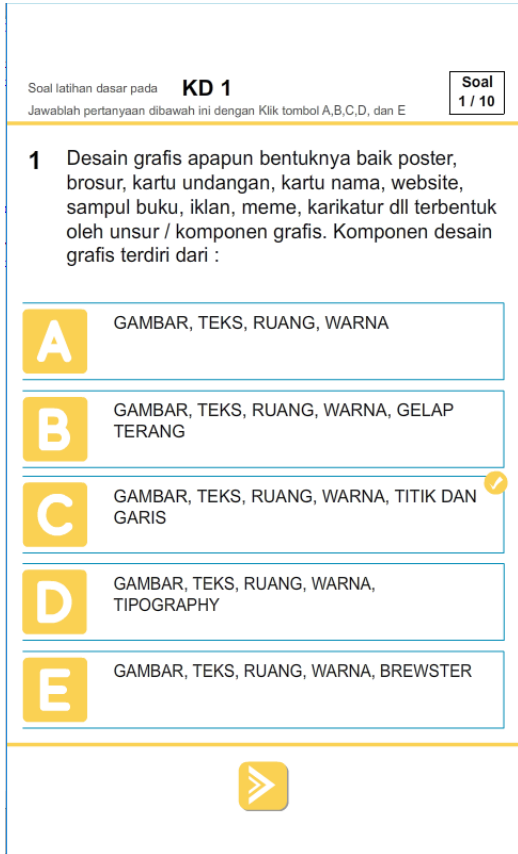 Soal latihan dasar pada KD 1
Jawablah pertanyaan dibawah ini dengan Klik tombol A,B,C,D, dan E
Soal
1 / 10
1 Desain grafis apapun bentuknya baik poster,
brosur, kartu undangan, kartu nama, website,
sampul buku, iklan, meme, karikatur dll terbentuk
oleh unsur / komponen grafis. Komponen desain
grafis terdiri dari :
A GAMBAR, TEKS, RUANG, WARNA
B GAMBAR, TEKS, RUANG, WARNA, GELAP
TERANG
C GAMBAR, TEKS, RUANG, WARNA, TITIK DAN
GARIS
D GAMBAR, TEKS, RUANG, WARNA,
TIPOGRAPHY
E GAMBAR, TEKS, RUANG, WARNA, BREWSTER